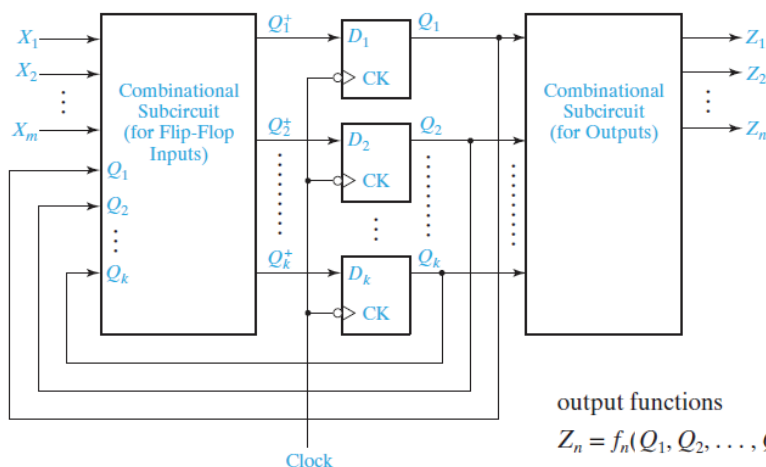 X₁
X₂
⋮
Xₘ
Q₁
Q₂
⋮
Qₖ
Combinational
Subcircuit
(for Flip-Flop
Inputs)
Q₁⁺
Q₂⁺
Qₖ⁺
D₁
CK
D₂
CK
⋮
Dₖ
CK
Q₁
Q₂
Qₖ
Combinational
Subcircuit
(for Outputs)
Z₁
Z₂
⋮
Zₙ
Clock
output functions
Zₙ = fₙ(Q₁, Q₂, . . . ,